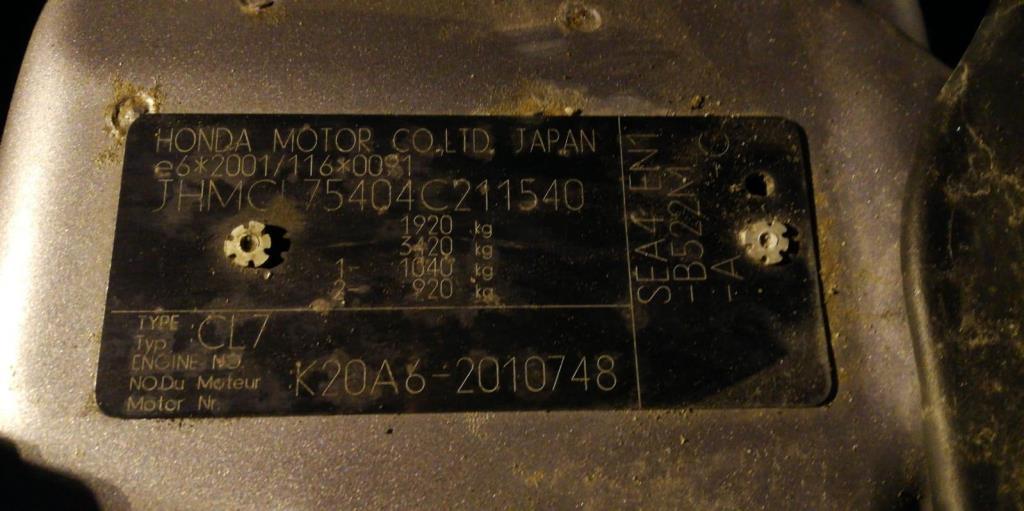 HONDA MOTOR CO.,LTD. JAPAN
e6*2001/116*0091
JHMCL75404C211540
1920 kg
3420 kg
1- 1040 kg
2- 920 kg
TYPE
Typ CL7
ENGINE NO.
NO.Du Moteur K20A6-2010748
Motor Nr.
SEA4 EN1
-B522M
-A -C